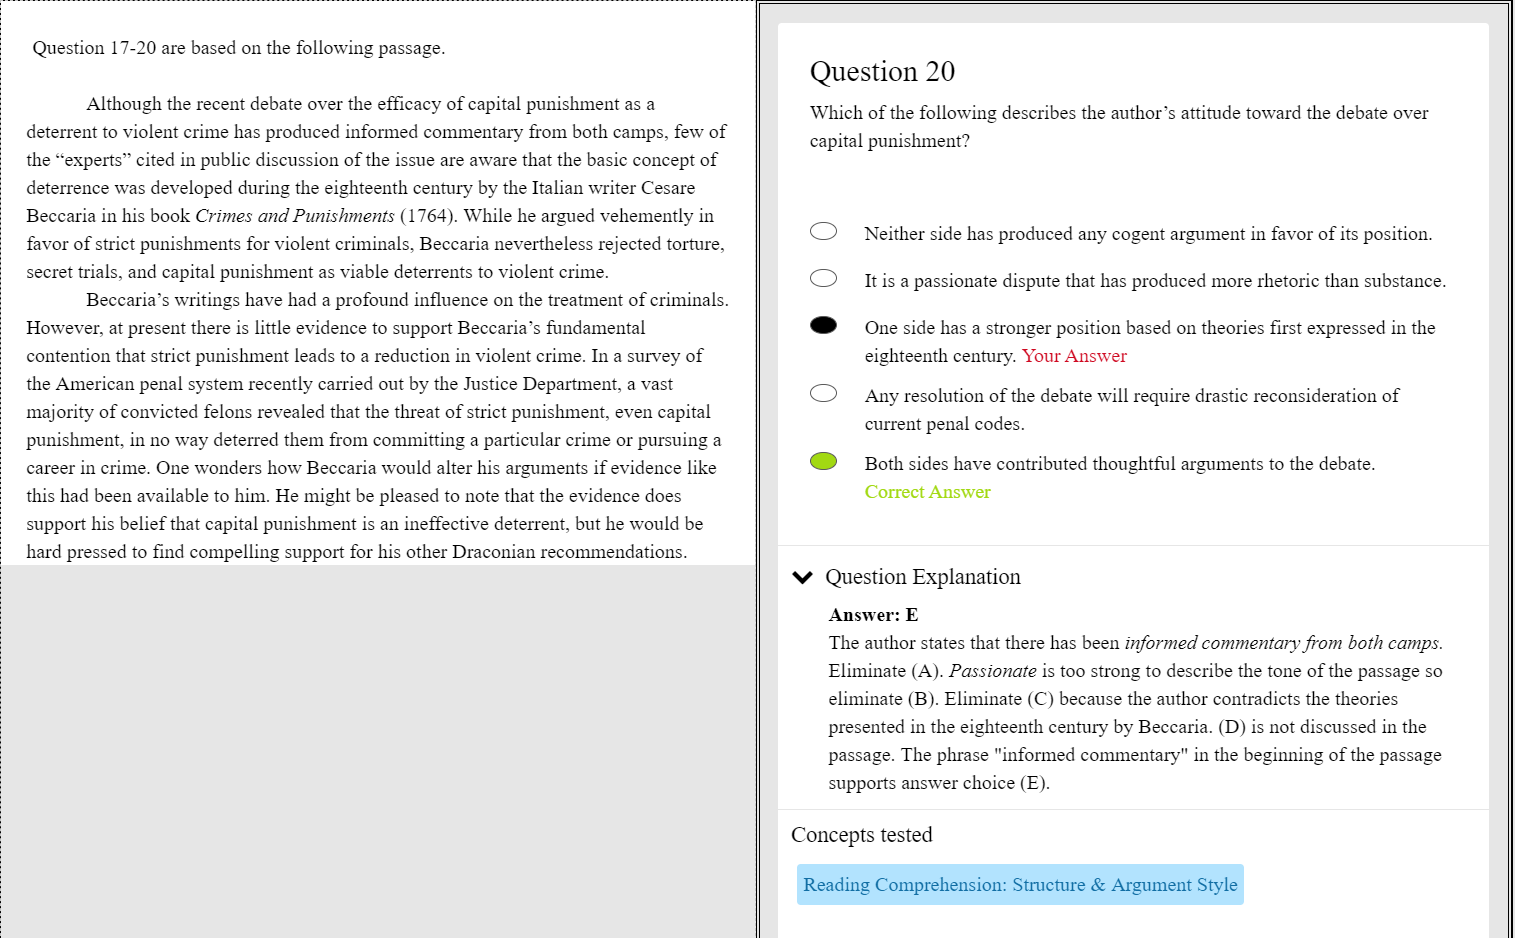 Question 17-20 are based on the following passage.
Although the recent debate over the efficacy of capital punishment as a
deterrent to violent crime has produced informed commentary from both camps, few of
the “experts” cited in public discussion of the issue are aware that the basic concept of
deterrence was developed during the eighteenth century by the Italian writer Cesare
Beccaria in his book Crimes and Punishments (1764). While he argued vehemently in
favor of strict punishments for violent criminals, Beccaria nevertheless rejected torture,
secret trials, and capital punishment as viable deterrents to violent crime.
Beccaria’s writings have had a profound influence on the treatment of criminals.
However, at present there is little evidence to support Beccaria’s fundamental
contention that strict punishment leads to a reduction in violent crime. In a survey of
the American penal system recently carried out by the Justice Department, a vast
majority of convicted felons revealed that the threat of strict punishment, even capital
punishment, in no way deterred them from committing a particular crime or pursuing a
career in crime. One wonders how Beccaria would alter his arguments if evidence like
this had been available to him. He might be pleased to note that the evidence does
support his belief that capital punishment is an ineffective deterrent, but he would be
hard pressed to find compelling support for his other Draconian recommendations.
Question 20
Which of the following describes the author’s attitude toward the debate over
capital punishment?
Neither side has produced any cogent argument in favor of its position.
It is a passionate dispute that has produced more rhetoric than substance.
One side has a stronger position based on theories first expressed in the
eighteenth century. Your Answer
Any resolution of the debate will require drastic reconsideration of
current penal codes.
Both sides have contributed thoughtful arguments to the debate.
Correct Answer
Question Explanation
Answer: E
The author states that there has been informed commentary from both camps.
Eliminate (A). Passionate is too strong to describe the tone of the passage so
eliminate (B). Eliminate (C) because the author contradicts the theories
presented in the eighteenth century by Beccaria. (D) is not discussed in the
passage. The phrase "informed commentary" in the beginning of the passage
supports answer choice (E).
Concepts tested
Reading Comprehension: Structure & Argument Style